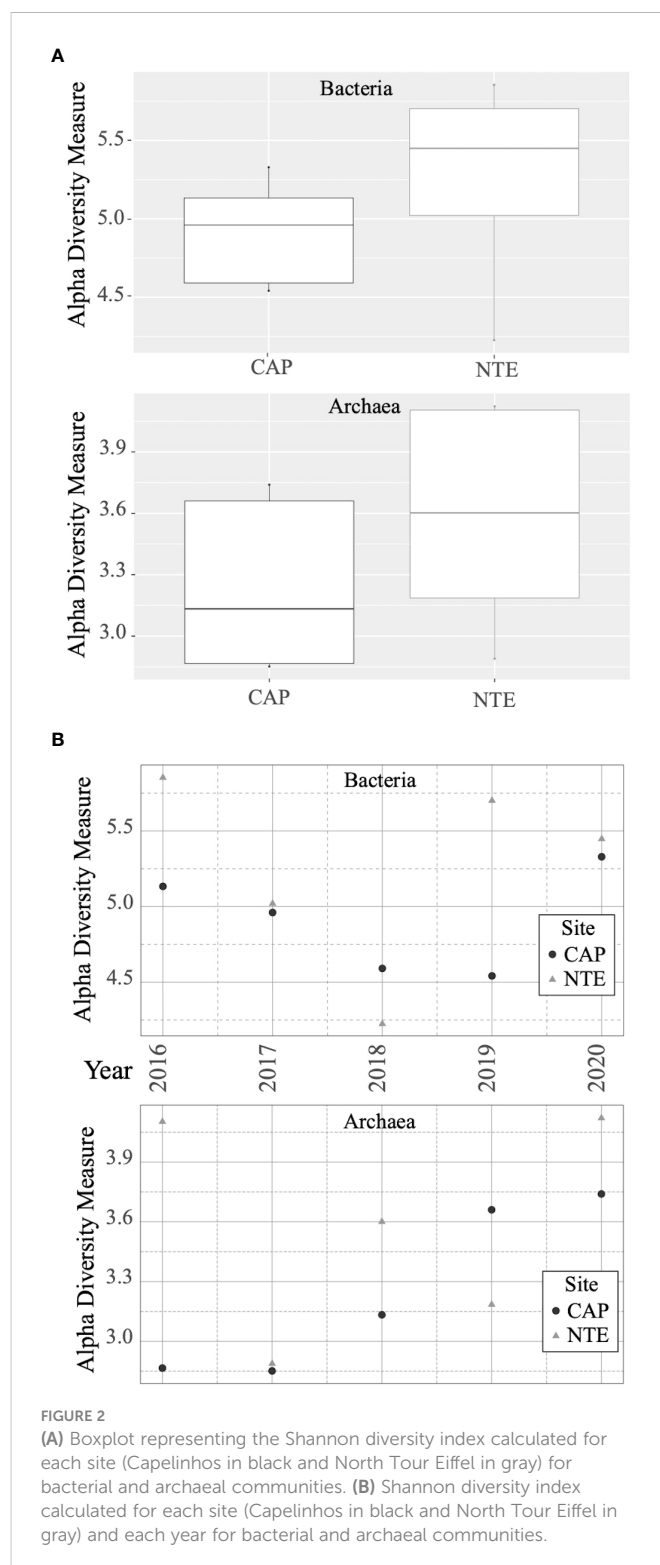 A
Bacteria
Alpha Diversity Measure
5.5
5.0
4.5
CAP
NTE
Archaea
Alpha Diversity Measure
3.9
3.6
3.3
3.0
CAP
NTE
B
Bacteria
Alpha Diversity Measure
5.5
5.0
4.5
Site
CAP
NTE
Year
2016
2017
2018
2019
2020
Archaea
Alpha Diversity Measure
3.9
3.6
3.3
3.0
Site
CAP
NTE
FIGURE 2
(A) Boxplot representing the Shannon diversity index calculated for
each site (Capelinhos in black and North Tour Eiffel in gray) for
bacterial and archaeal communities. (B) Shannon diversity index
calculated for each site (Capelinhos in black and North Tour Eiffel in
gray) and each year for bacterial and archaeal communities.